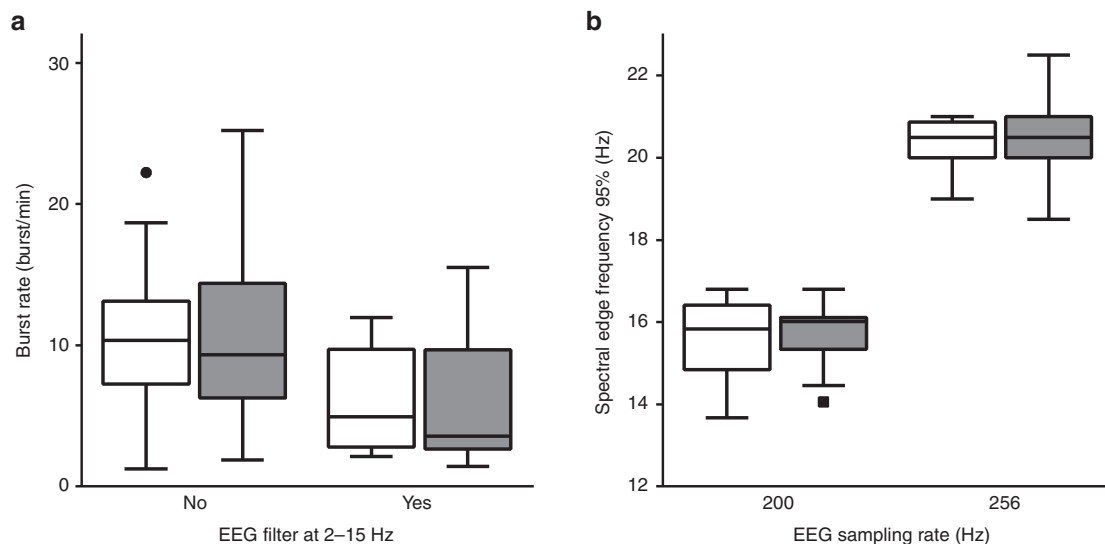 a
30
20
10
0
Burst rate (burst/min)
No
Yes
EEG filter at 2–15 Hz
b
22
20
18
16
14
12
Spectral edge frequency 95% (Hz)
200
256
EEG sampling rate (Hz)